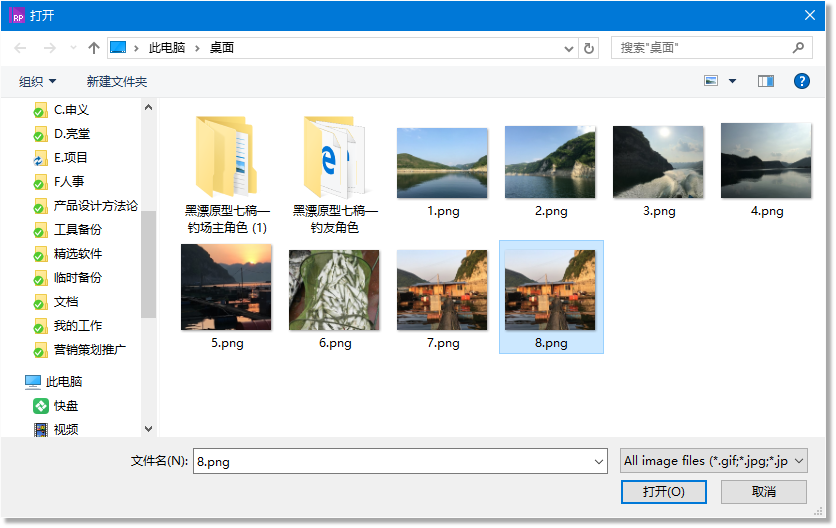 RP 打开
此电脑 桌面
搜索"桌面"
组织 新建文件夹
C.申义
D.亮堂
E.项目
F人事
产品设计方法论
工具备份
精选软件
临时备份
文档
我的工作
营销策划推广
此电脑
快盘
视频
黑漂原型七稿—
钓场主角色 (1)
黑漂原型七稿—
钓友角色
1.png
2.png
3.png
4.png
5.png
6.png
7.png
8.png
文件名(N):
8.png
All image files (*.gif;*.jpg;*.jp
打开(O)
取消